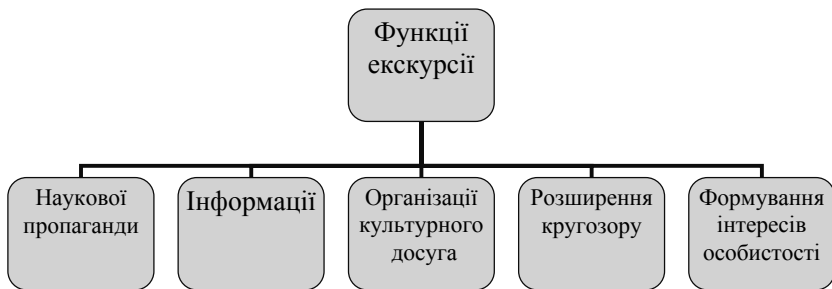 Функції
екскурсії
Наукової
пропаганди
Інформації
Організації
культурного
досуга
Розширення
кругозору
Формування
інтересів
особистості